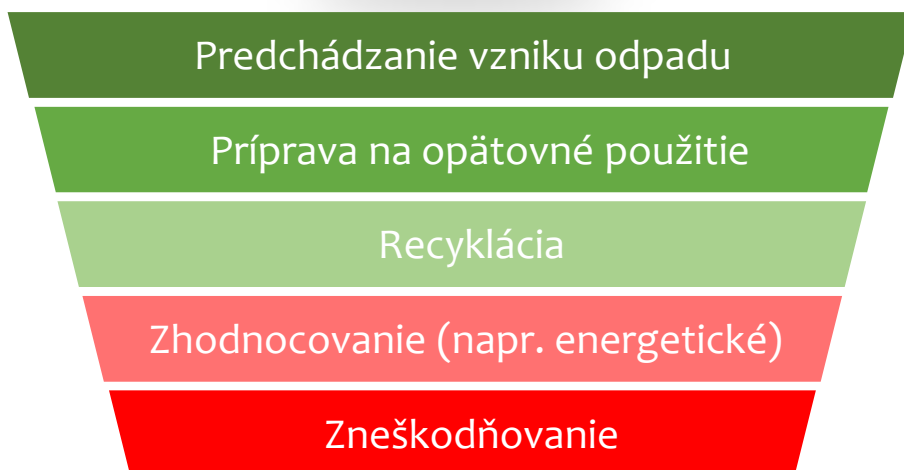 Predchádzanie vzniku odpadu
Príprava na opätovné použitie
Recyklácia
Zhodnocovanie (napr. energetické)
Zneškodňovanie